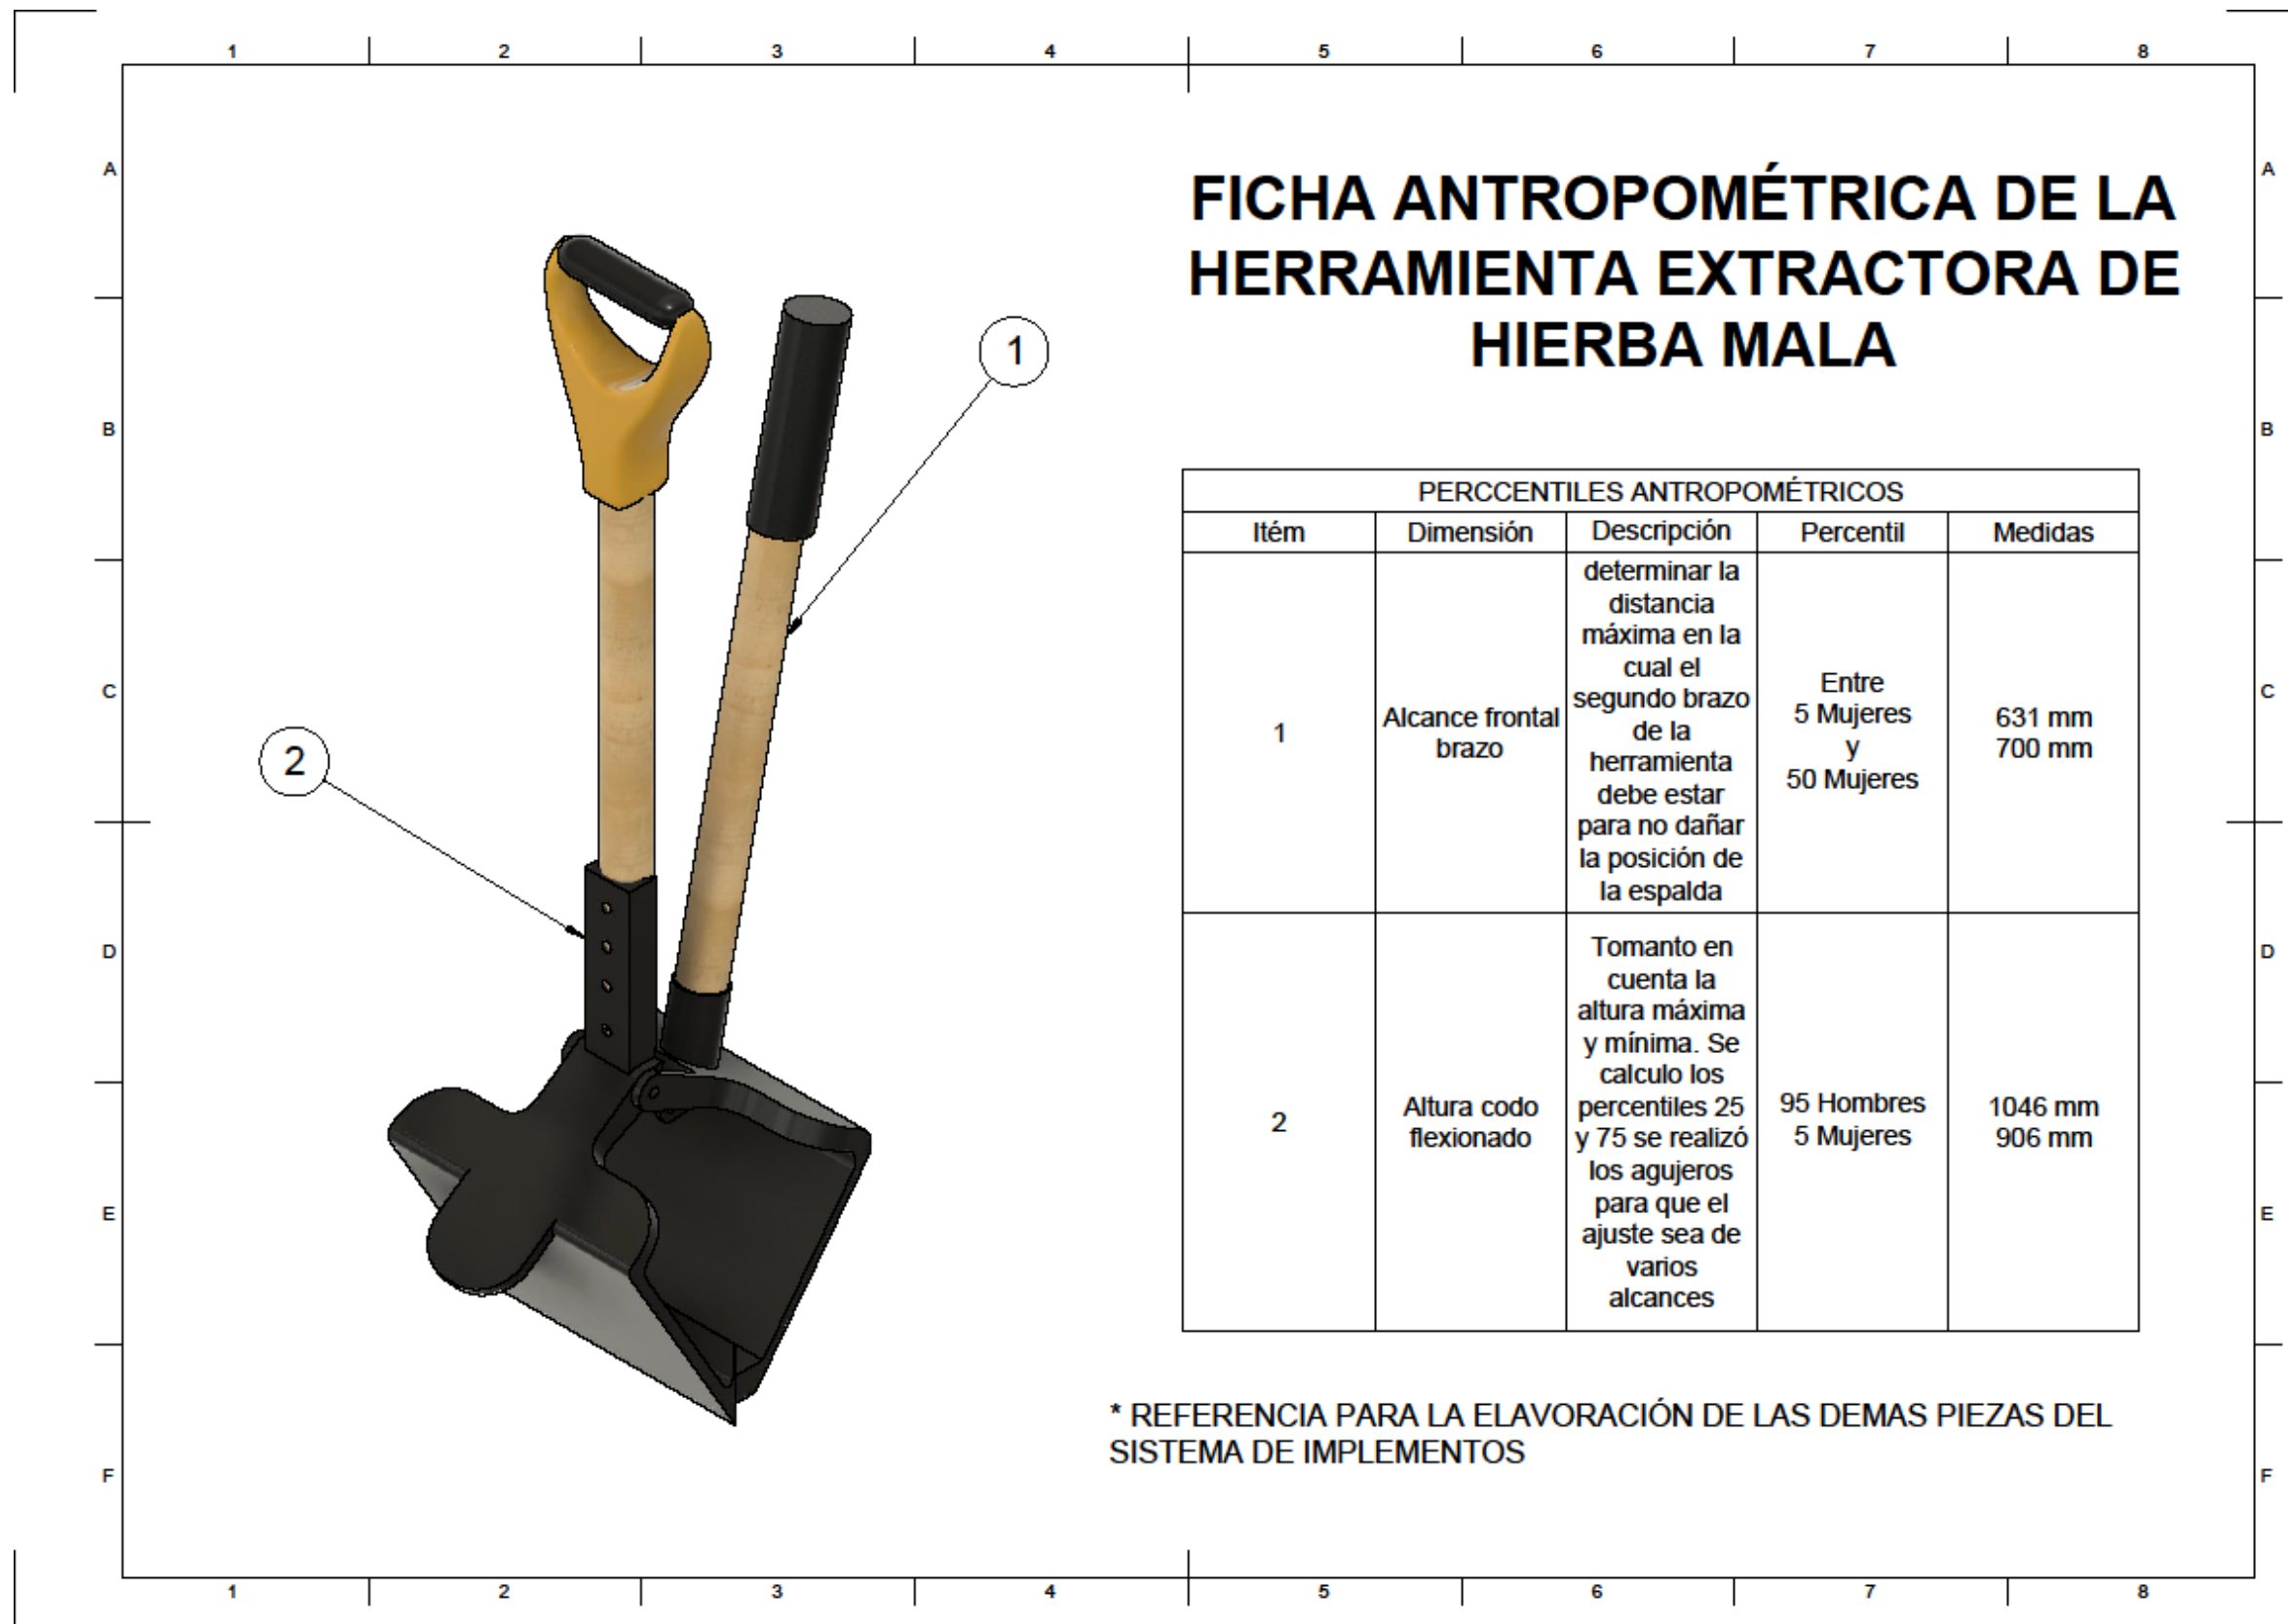 1 2 3 4 5 6 7 8
A A
FICHA ANTROPOMÉTRICA DE LA
HERRAMIENTA EXTRACTORA DE
HIERBA MALA
1
B B
PERCCENTILES ANTROPOMÉTRICOS
Itém Dimensión Descripción Percentil Medidas
1
Alcance frontal
brazo
determinar la
distancia
máxima en la
cual el
segundo brazo
de la
herramienta
debe estar
para no dañar
la posición de
la espalda
Entre
5 Mujeres
y
50 Mujeres
631 mm
700 mm
C C
2
D D
2
Altura codo
flexionado
Tomanto en
cuenta la
altura máxima
y mínima. Se
calculo los
percentiles 25
y 75 se realizó
los agujeros
para que el
ajuste sea de
varios
alcances
95 Hombres
5 Mujeres
1046 mm
906 mm
E E
* REFERENCIA PARA LA ELAVORACIÓN DE LAS DEMAS PIEZAS DEL
SISTEMA DE IMPLEMENTOS
F F
1 2 3 4 5 6 7 8